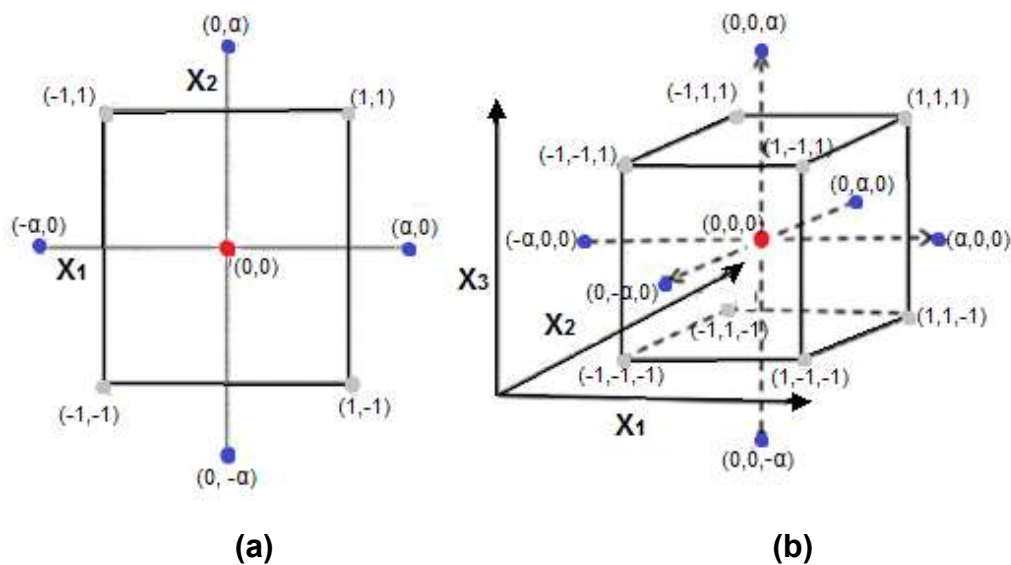 (0,α)
X2
(-1,1)
(1,1)
(-α,0)
(α,0)
X1
(0,0)
(-1,-1)
(1,-1)
(0, -α)
(a)
(0,0,α)
(-1,1,1)
(1,1,1)
(-1,-1,1)
(1,-1,1)
(0,α,0)
(-α,0,0)
(0,0,0)
(α,0,0)
X3
(0,-α,0)
X2
(-1,1,-1)
(1,1,-1)
(-1,-1,-1)
(1,-1,-1)
X1
(0,0,-α)
(b)